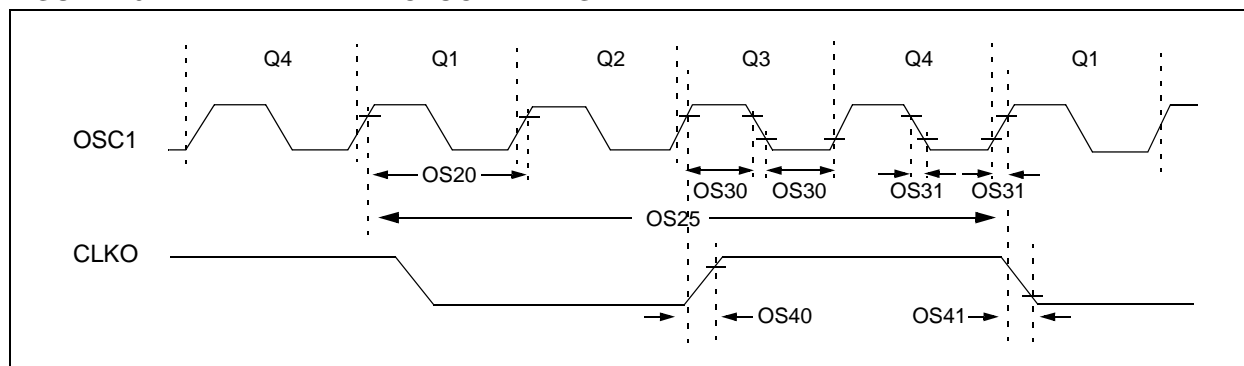 Q4 Q1 Q2 Q3 Q4 Q1
OSC1
OS20 OS30 OS30 OS31 OS31
OS25
CLKO
OS40 OS41